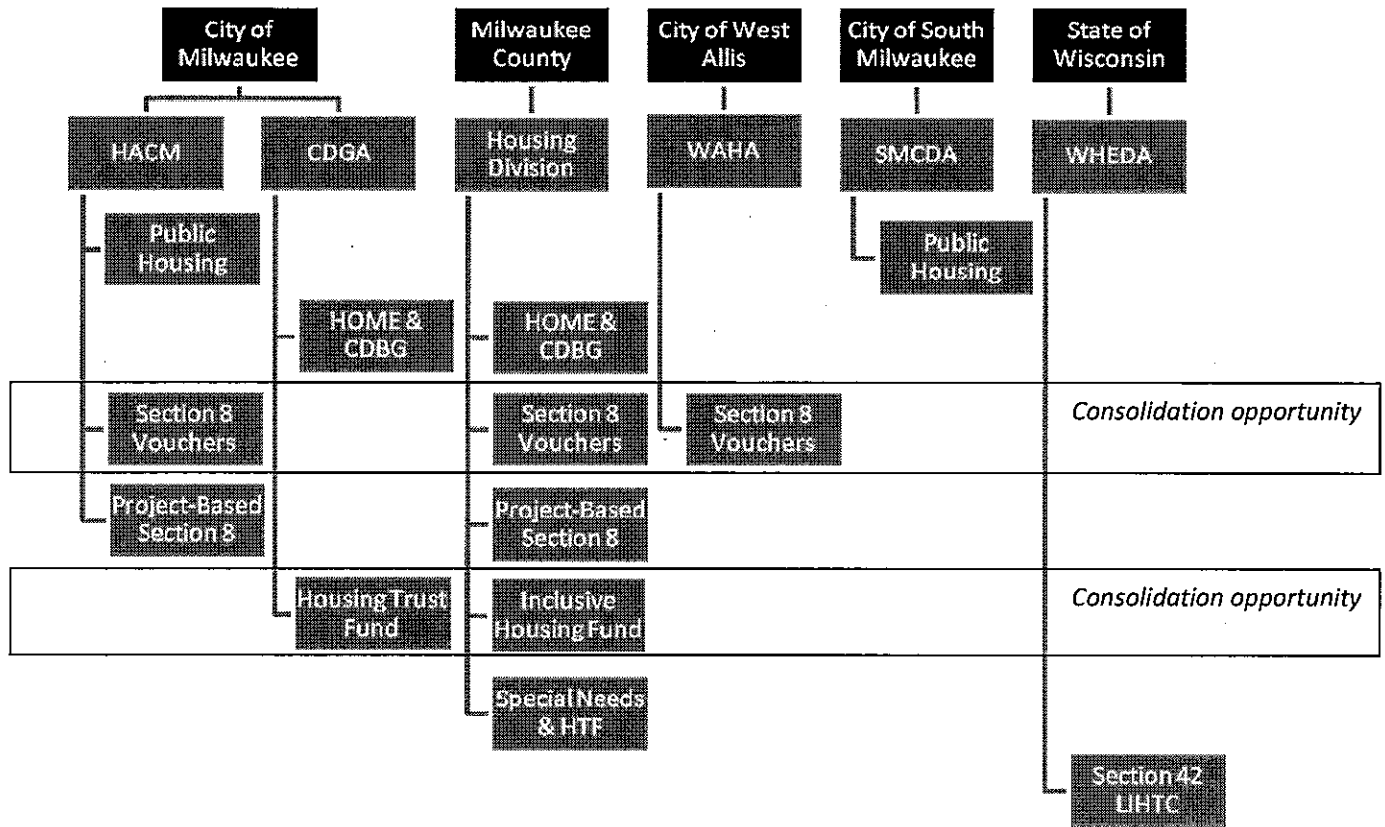 City of
Milwaukee
Milwaukee
County
City of West
Allis
City of South
Milwaukee
State of
Wisconsin
HACM
CDGA
Housing
Division
WAHA
SMCDA
WHEDA
Public
Housing
Public
Housing
HOME &
CDBG
HOME &
CDBG
Section 8
Vouchers
Section 8
Vouchers
Section 8
Vouchers
Consolidation opportunity
Project-Based
Section 8
Project-Based
Section 8
Housing Trust
Fund
Inclusive
Housing Fund
Consolidation opportunity
Special Needs
& HTF
Section 42
LIHTC